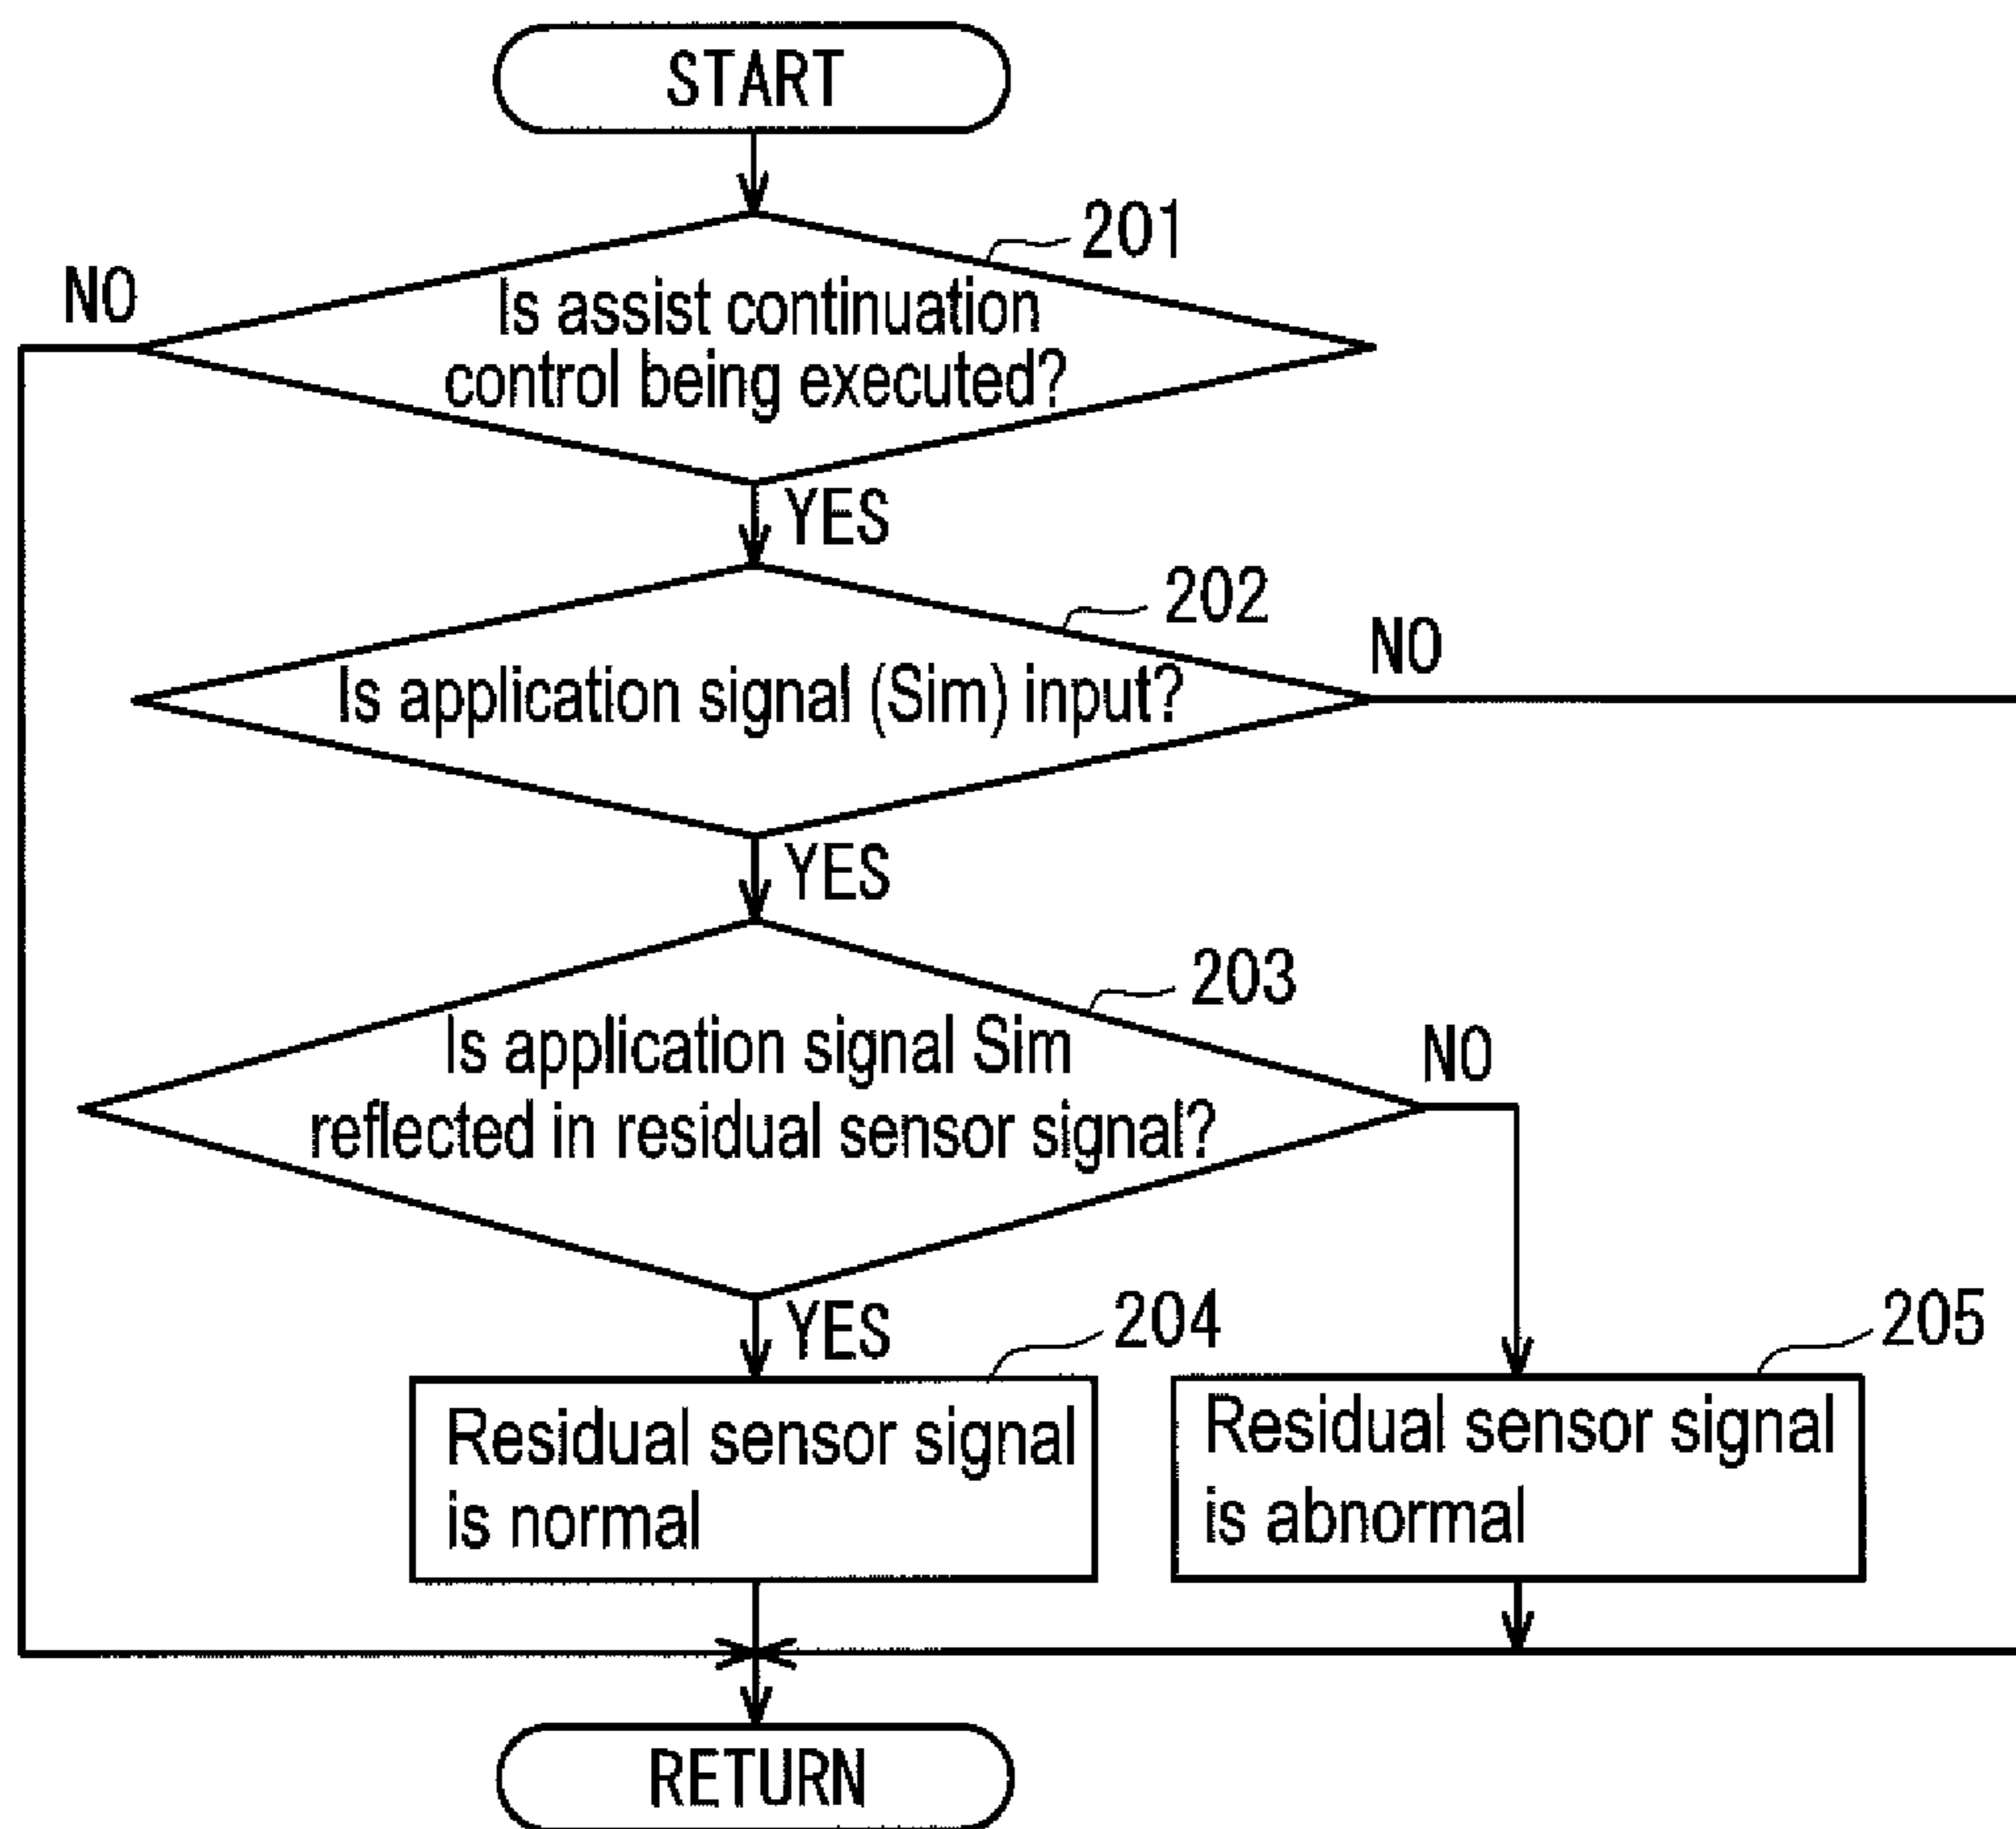 START
201
NO
Is assist continuation
control being executed?
YES
202
NO
Is application signal (Sim) input?
YES
203
Is application signal Sim
reflected in residual sensor signal?
NO
YES
204
205
Residual sensor signal
is normal
Residual sensor signal
is abnormal
RETURN